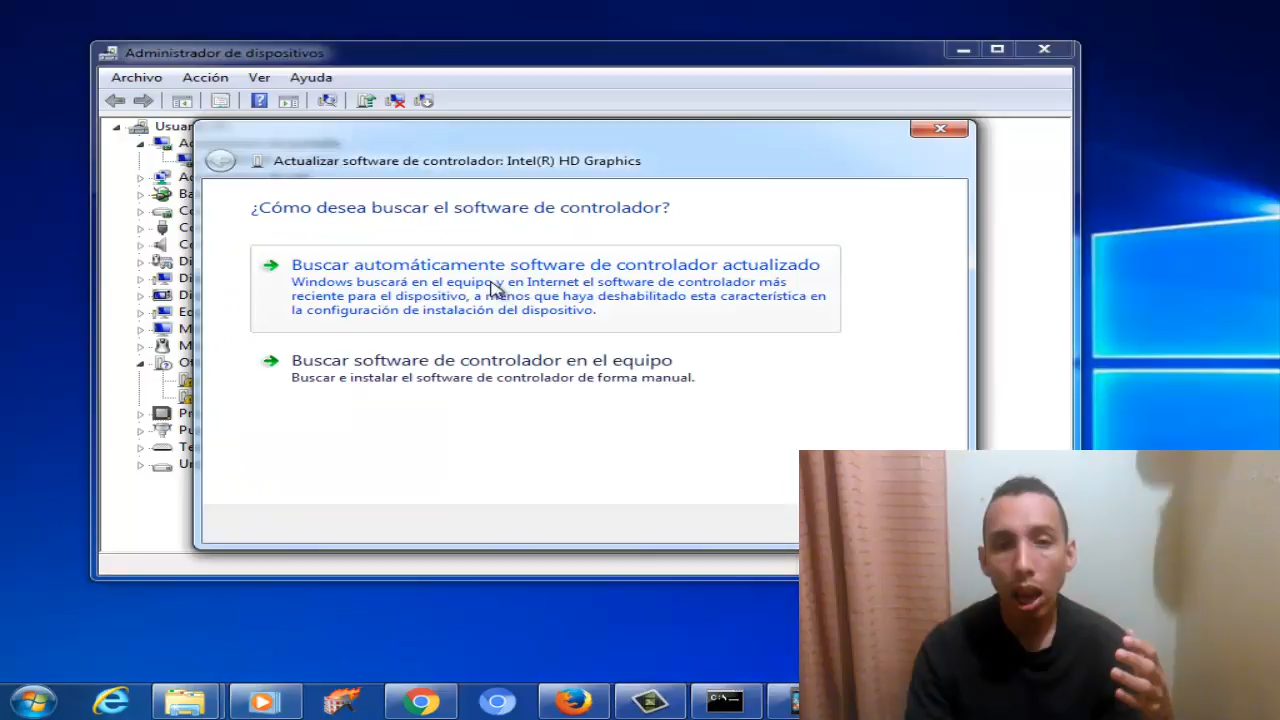 Administrador de dispositivos
Archivo Acción Ver Ayuda
Usuar
Actualizar software de controlador: Intel(R) HD Graphics
¿Cómo desea buscar el software de controlador?
Buscar automáticamente software de controlador actualizado
Windows buscará en el equipo y en Internet el software de controlador más
reciente para el dispositivo, a menos que haya deshabilitado esta característica en
la configuración de instalación del dispositivo.
Buscar software de controlador en el equipo
Buscar e instalar el software de controlador de forma manual.